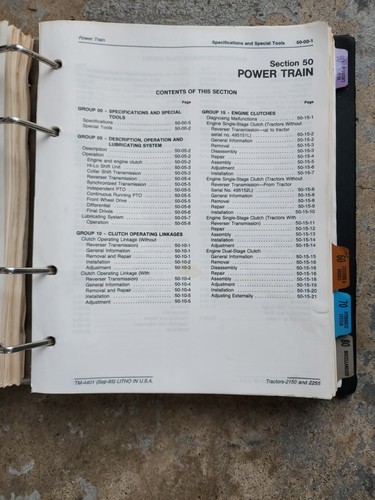 Power Train
Specifications and Special Tools 50-00-1
Section 50
POWER TRAIN
CONTENTS OF THIS SECTION
Page
GROUP 00 - SPECIFICATIONS AND SPECIAL
TOOLS
Specifications 50-00-1
Special Tools 50-00-2
GROUP 05 - DESCRIPTION, OPERATION AND
LUBRICATING SYSTEM
Description 50-05-2
Operation 50-05-2
Engine and engine clutch 50-05-2
Hi-Lo Shift Unit 50-05-3
Collar Shift Transmission 50-05-3
Reverser Transmission 50-05-4
Synchronized Transmission 50-05-5
Independent PTO 50-05-5
Continuous Running PTO 50-05-5
Front Wheel Drive 50-05-6
Differential 50-05-6
Final Drives 50-05-6
Lubricating System 50-05-7
Operation 50-05-8
GROUP 10 - CLUTCH OPERATING LINKAGES
Clutch Operating Linkage (Without
Reverser Transmission) 50-10-1
General Information 50-10-1
Removal and Repair 50-10-1
Installation 50-10-2
Adjustment 50-10-3
Clutch Operating Linkage (With
Reverser Transmission) 50-10-4
General Information 50-10-4
Removal and Repair 50-10-4
Installation 50-10-5
Adjustment 50-10-5
Page
GROUP 15 - ENGINE CLUTCHES
Diagnosing Malfunctions 50-15-1
Engine Single-Stage Clutch (Tractors Without
Reverser Transmission—up to tractor
serial no. 495151L) 50-15-2
General Information 50-15-2
Removal 50-15-3
Disassembly 50-15-3
Repair 50-15-4
Assembly 50-15-5
Adjustment 50-15-6
Installation 50-15-7
Engine Single-Stage Clutch (Tractors Without
Reverser Transmission—From Tractor
Serial No. 495152L) 50-15-8
General Information 50-15-8
Removal 50-15-8
Repair 50-15-9
Installation 50-15-10
Engine Single-Stage Clutch (Tractors With
Reverser Transmission) 50-15-11
Repair 50-15-12
Assembly 50-15-13
Adjustment 50-15-14
Engine Dual-Stage Clutch
General Information 50-15-15
Removal 50-15-16
Disassembly 50-15-16
Repair 50-15-16
Assembly 50-15-18
Adjustment 50-15-19
Installation 50-15-21
Adjusting Externally 50-15-21
TM-4401 (Sep-85) LITHO IN U.S.A.
Tractors-2150 and 2255
60
70
80
MISCELLANEOUS